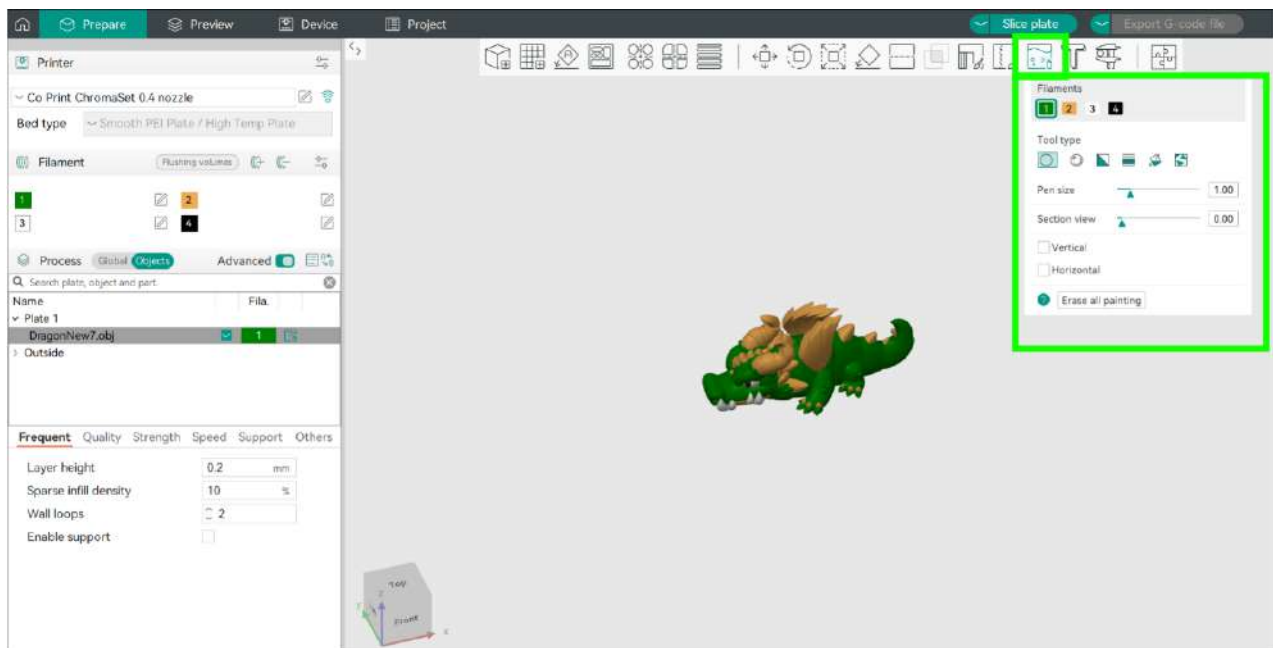 Prepare Preview Device Project Slice plate Export G-code file
Printer
Co Print ChromaSet 0.4 nozzle
Bed type Smooth PEI Plate / High Temp Plate
Filament Flushing volumes
1 2
3 4
Process Global Objects Advanced
Search plate, object and part.
Name Fila.
Plate 1
DragonNew7.obj 1
Outside
Frequent Quality Strength Speed Support Others
Layer height 0.2 mm
Sparse infill density 10 %
Wall loops 2
Enable support
Filaments
1 2 3 4
Tool type
Pen size 1.00
Section view 0.00
Vertical
Horizontal
? Erase all painting
Top
Front
z
y
x